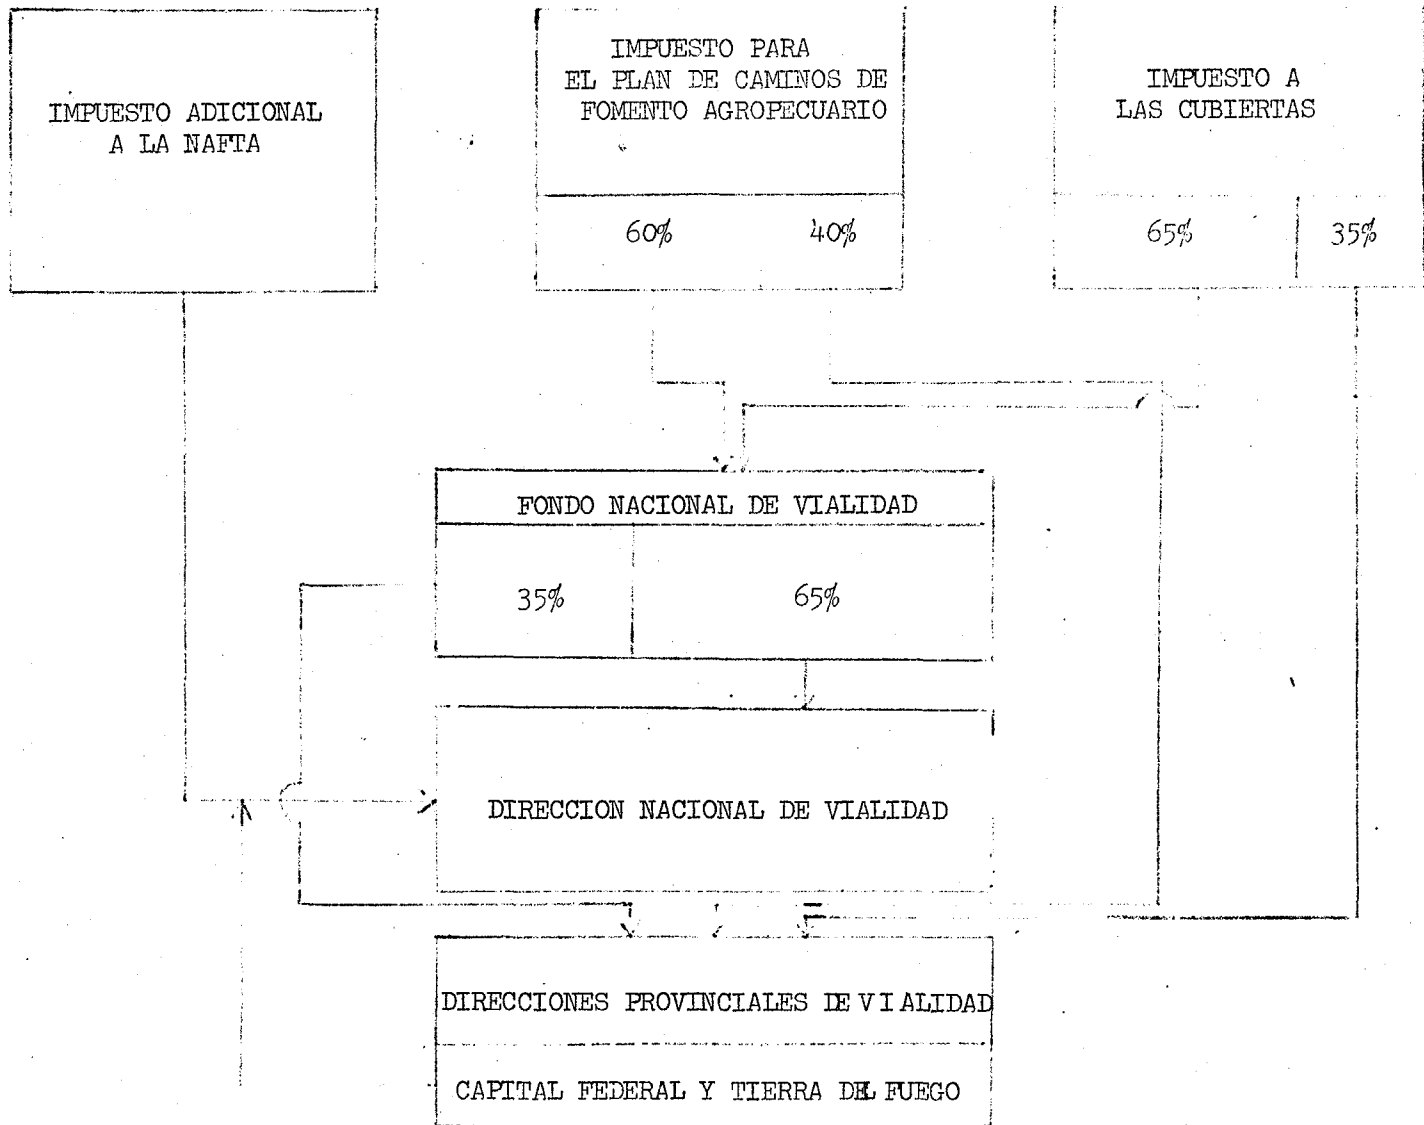 IMPUESTO ADICIONAL
A LA NAFTA
IMPUESTO PARA
EL PLAN DE CAMINOS DE
FOMENTO AGROPECUARIO
60% 40%
IMPUESTO A
LAS CUBIERTAS
65% 35%
FONDO NACIONAL DE VIALIDAD
35% 65%
DIRECCION NACIONAL DE VIALIDAD
DIRECCIONES PROVINCIALES DE VIALIDAD
CAPITAL FEDERAL Y TIERRA DEL FUEGO